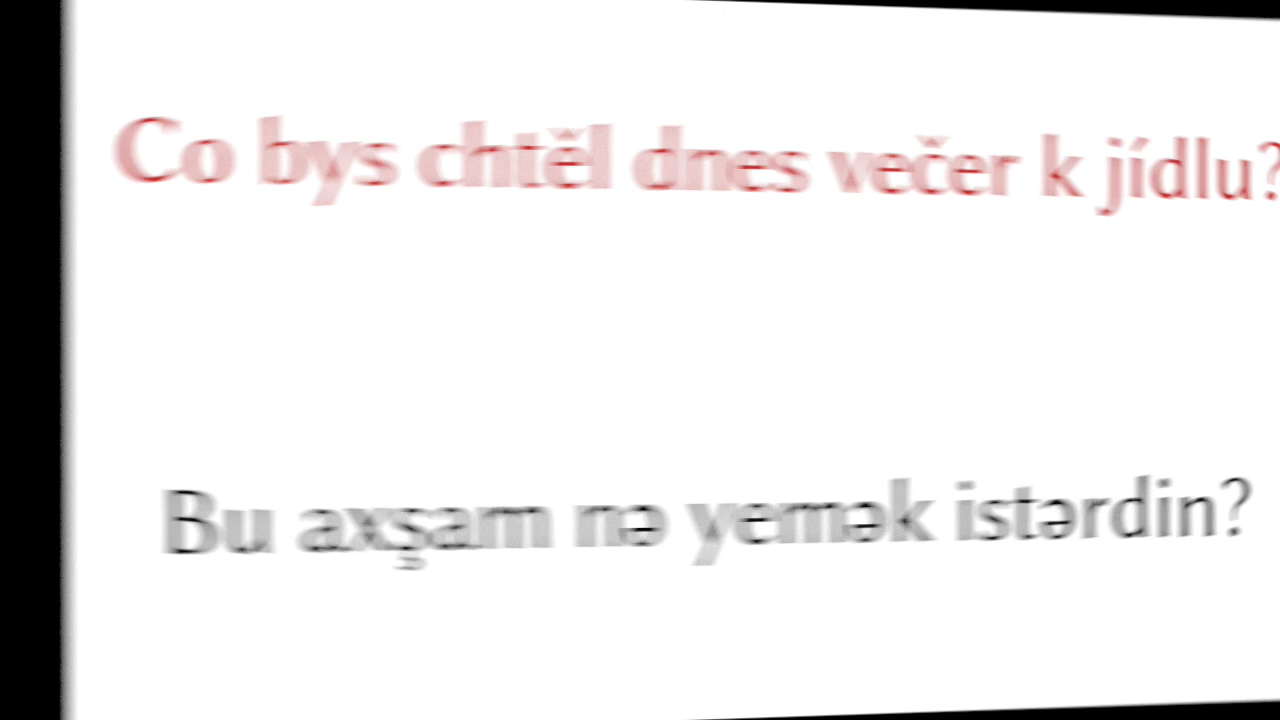 Co bys chtěl dnes večer k jídlu?
Bu axşam nə yemək istərdin?